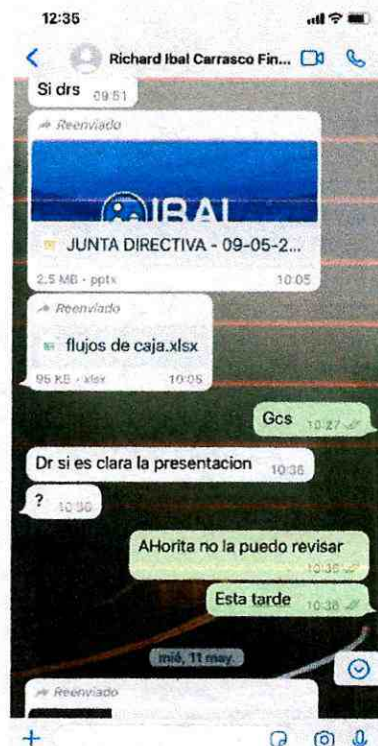 12:35
Richard Ibal Carrasco Fin...
Si drs 09:51
Reenviado
IBAL
JUNTA DIRECTIVA - 09-05-2...
2.5 MB · pptx 10:05
Reenviado
flujos de caja.xlsx
95 KB · xlsx 10:05
Gcs 10:27
Dr si es clara la presentacion 10:36
? 10:36
AHorita no la puedo revisar
10:38
Esta tarde 10:38
mié, 11 may.
Reenviado